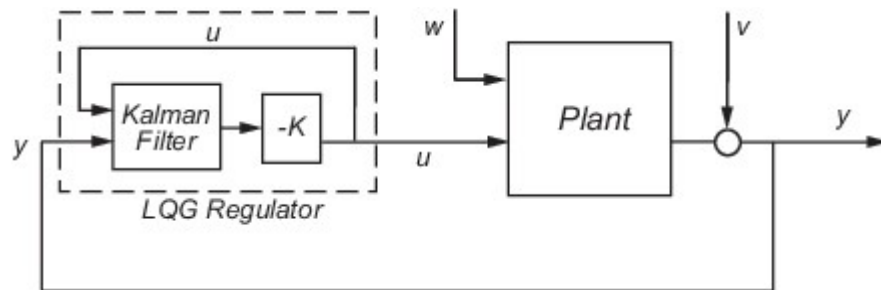 u
w
v
Kalman
Filter
-K
Plant
y
u
y
LQG Regulator